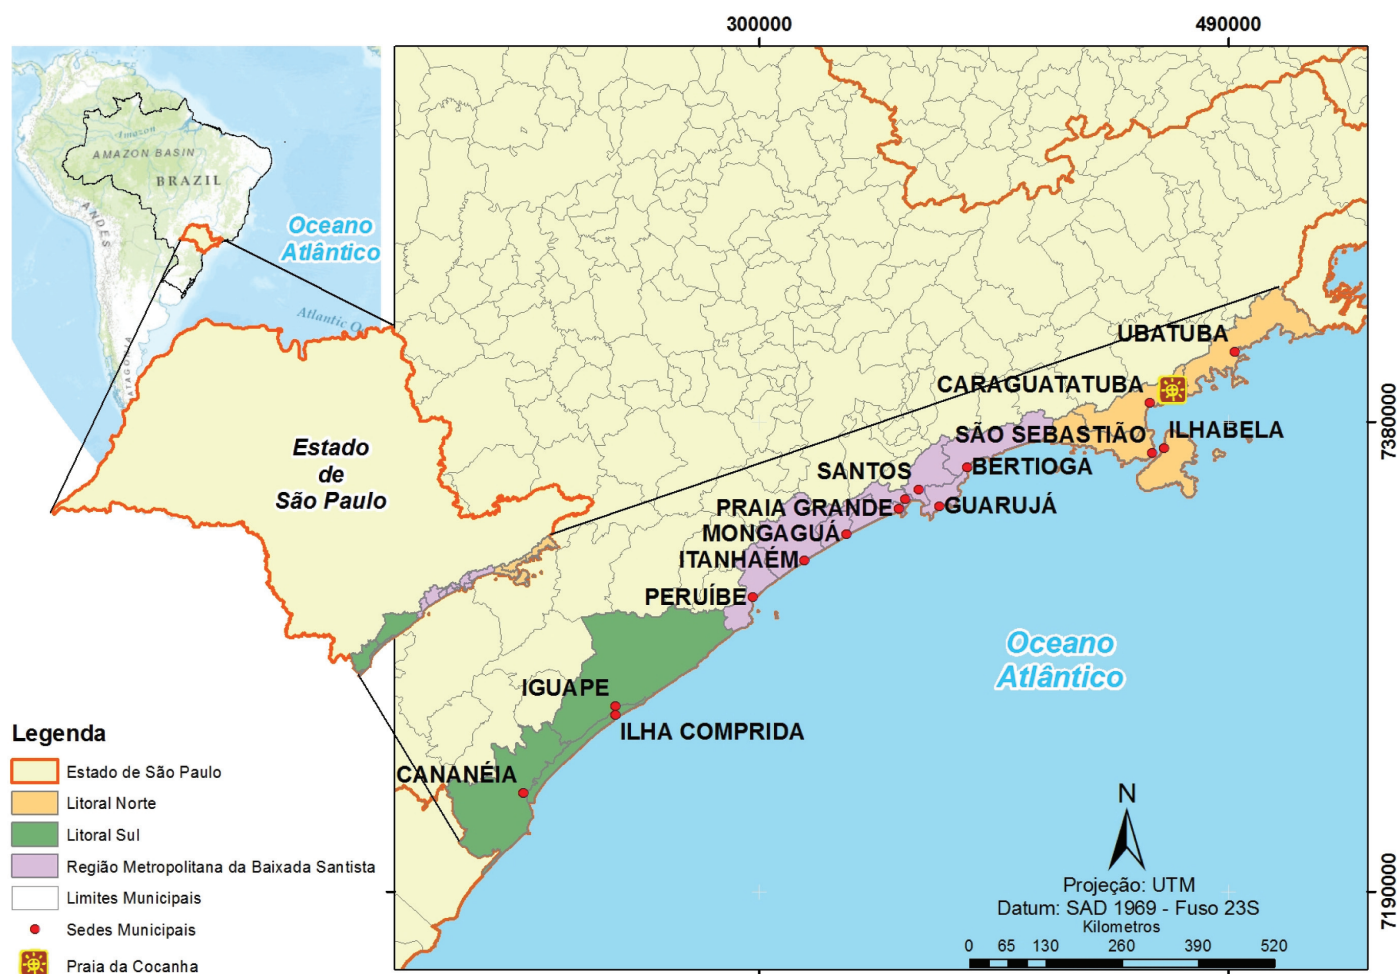 300000
490000
AMAZON BASIN
Amazon
BRAZIL
ANDES
Oceano
Atlântico
Atlantic O
Estado
de
São Paulo
UBATUBA
CARAGUATATUBA
ILHABELA
SÃO SEBASTIÃO
BERTIOGA
SANTOS
GUARUJÁ
PRAIA GRANDE
MONGAGUÁ
ITANHAÉM
PERUÍBE
IGUAPE
ILHA COMPRIDA
CANANÉIA
Oceano
Atlântico
7380000
7190000
Legenda
Estado de São Paulo
Litoral Norte
Litoral Sul
Região Metropolitana da Baixada Santista
Limites Municipais
Sedes Municipais
Praia da Cocanha
N
Projeção: UTM
Datum: SAD 1969 - Fuso 23S
Kilometros
0 65 130 260 390 520